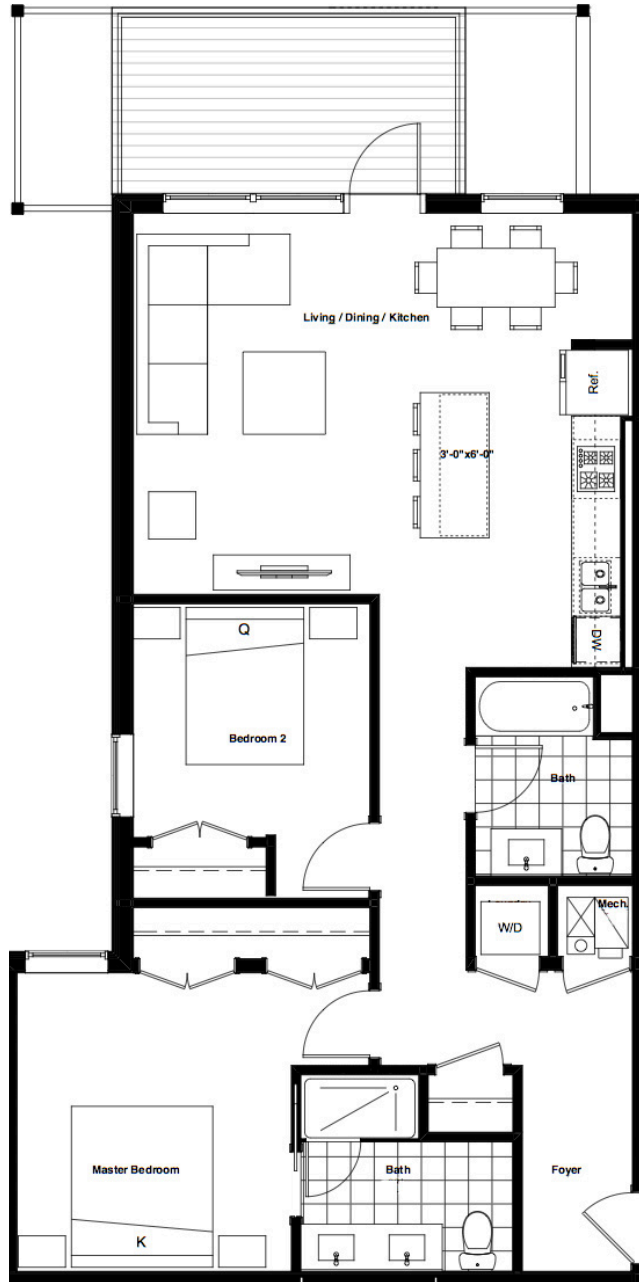 Living / Dining / Kitchen
Ref.
3'-0"x6'-0"
DW
Q
Bedroom 2
Bath
W/D
Mech.
Master Bedroom
Bath
Foyer
K